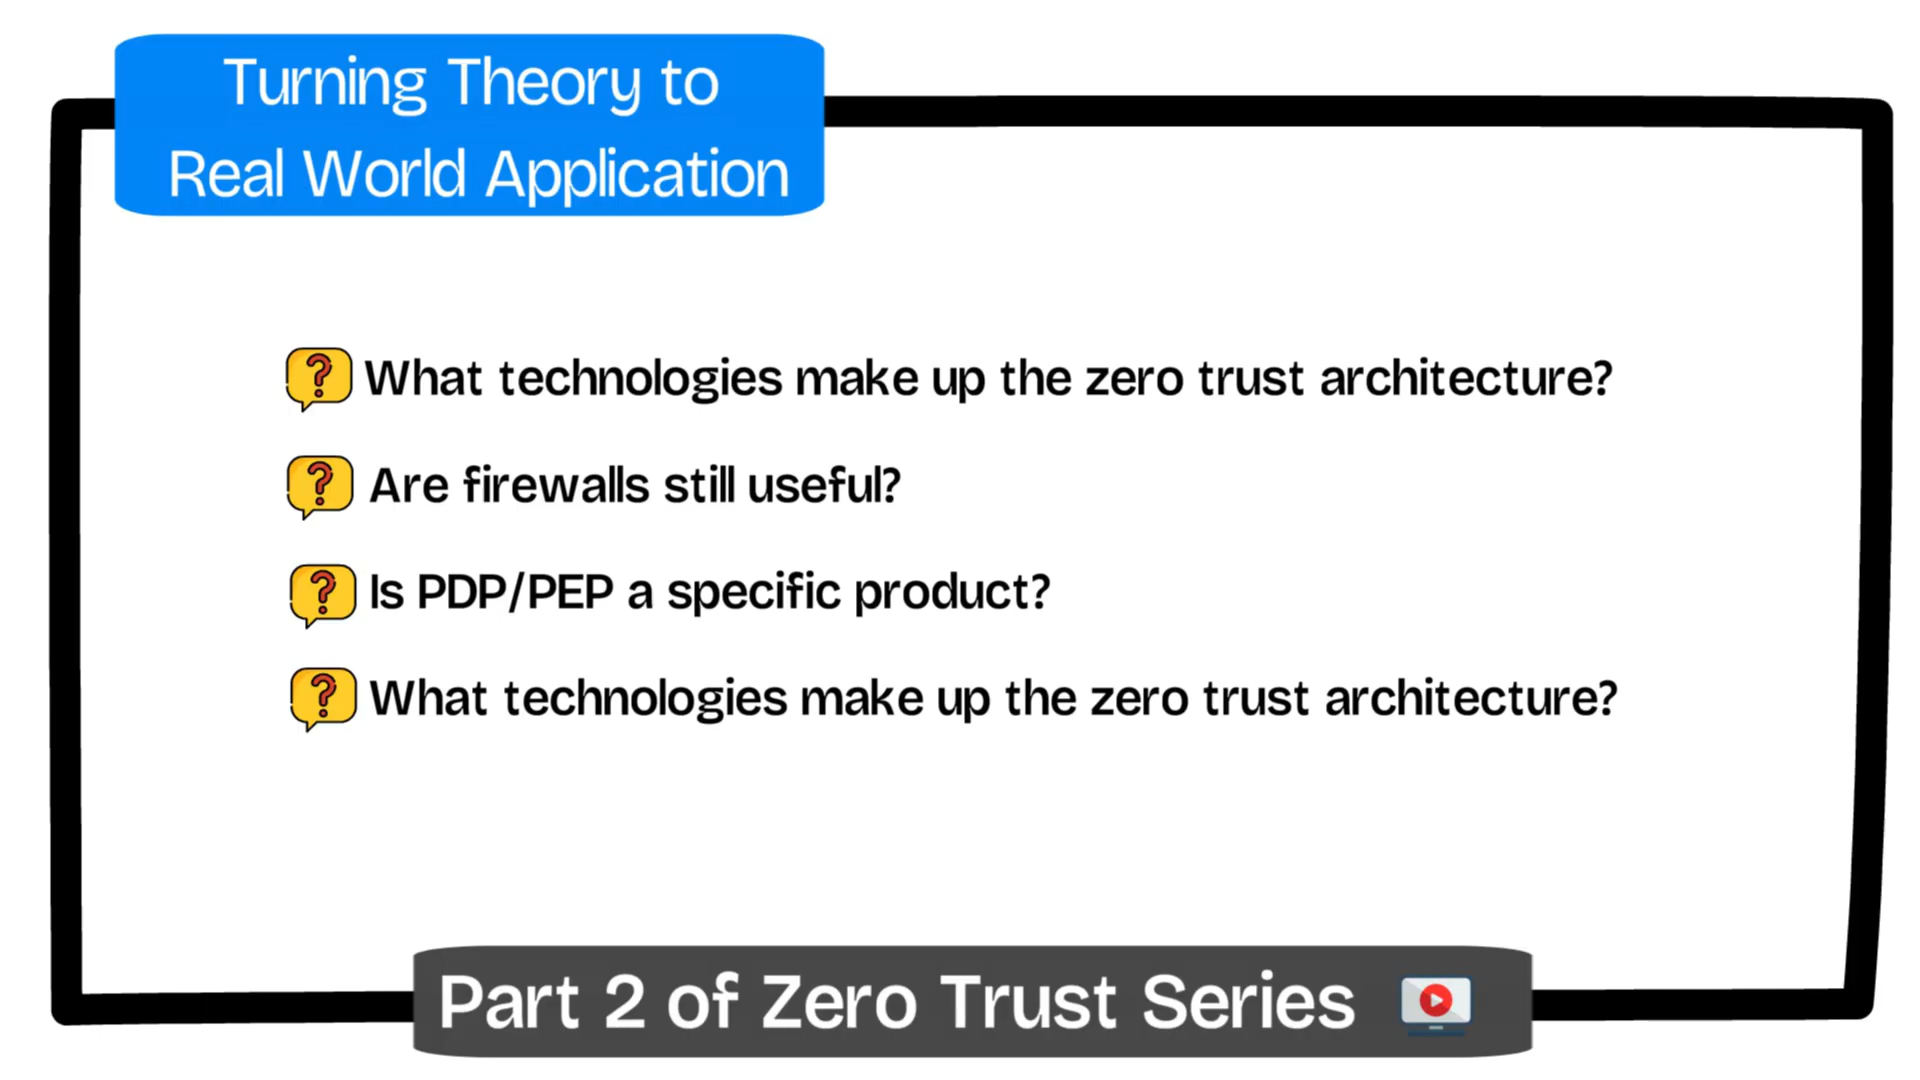 Turning Theory to
Real World Application
What technologies make up the zero trust architecture?
Are firewalls still useful?
Is PDP/PEP a specific product?
What technologies make up the zero trust architecture?
Part 2 of Zero Trust Series